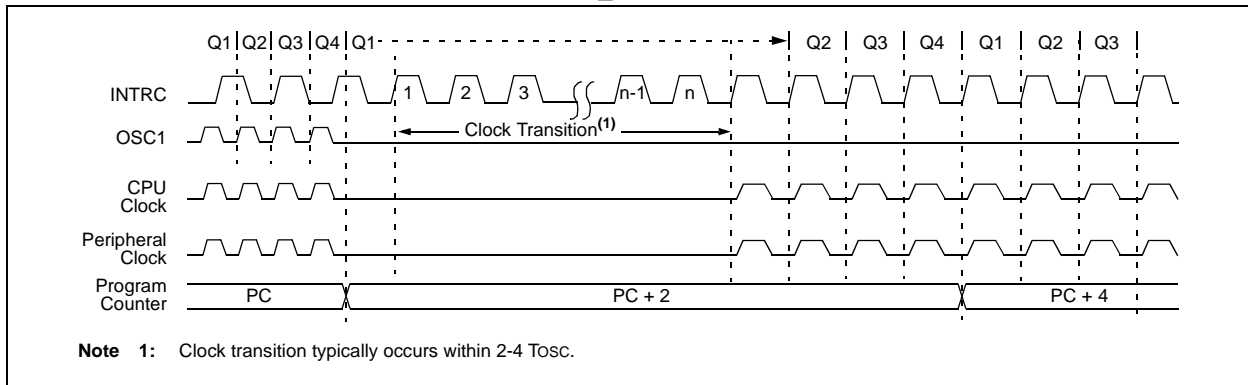 Q1 Q2 Q3 Q4 Q1 Q2 Q3 Q4 Q1 Q2 Q3
INTRC
1 2 3 n-1 n
Clock Transition(1)
OSC1
CPU
Clock
Peripheral
Clock
Program
Counter
PC PC + 2 PC + 4
Note 1: Clock transition typically occurs within 2-4 TOSC.